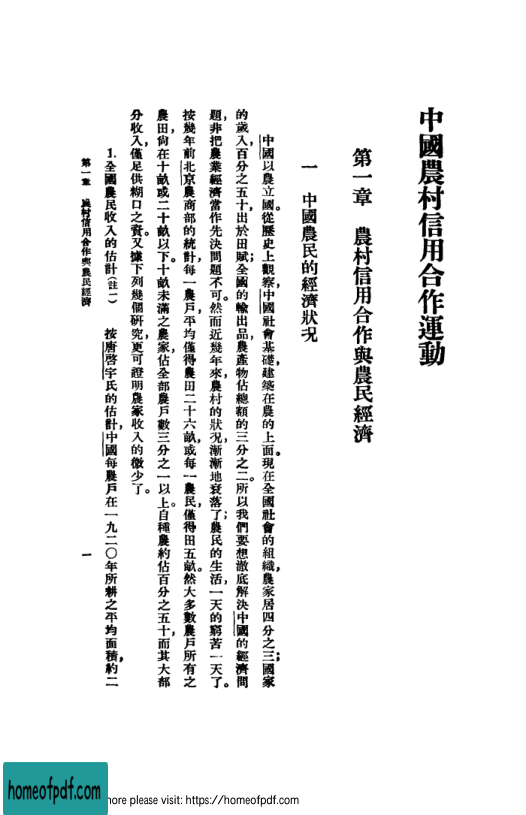 中國農村信用合作運動
第一章　農村信用合作與農民經濟
一　中國農民的經濟狀况
中國以農立國。從歷史上觀察，中國社會基礎，建築在農的上面。現在全國社會的組織，農家居四分之三；國家
的歲入，百分之五十，出於田賦；全國的輸出品，農產物佔總額的三分之二。所以我們要想澈底解決中國的經濟問
題，非把農業經濟當作先決問題不可。然而近幾年來，農村的狀况，漸漸地衰落了；農民的生活，一天的窮苦一天了。
按幾年前北京農商部的統計，每一農戶，平均僅得農田二十六畝，或每一農民，僅得田五畝。然大多數農戶所有之
農田，尙在十畝或二十畝以下。十畝未滿之農家，佔全部農戶數三分之一以上。自種農約佔百分之五十，而其大部
分收入，僅足供糊口之資。又據下列幾個研究，更可證明農家收入的微少了。
1. 全國農民收入的估計（註一）　按唐啓宇氏的估計，中國每農戶在一九二〇年所耕之平均面積，約二
第一章　農村信用合作與農民經濟
一
homeofpdf.com
more please visit: https://homeofpdf.com